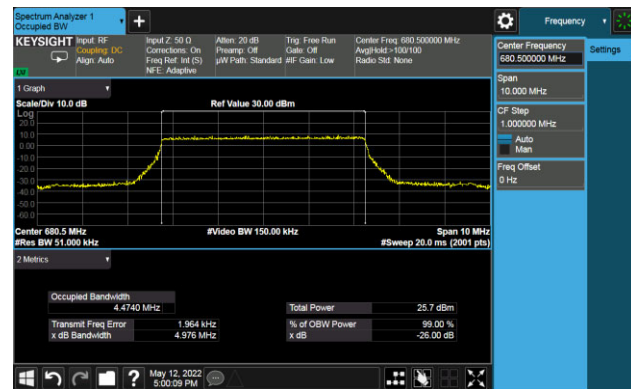 Spectrum Analyzer 1
Occupied BW
Frequency
KEYSIGHT
Input: RF
Coupling: DC
Align: Auto
Input Z: 50 Ω
Corrections: On
Freq Ref: Int (S)
NFE: Adaptive
Atten: 20 dB
Preamp: Off
µW Path: Standard
Trig: Free Run
Gate: Off
#IF Gain: Low
Center Freq: 680.500000 MHz
Avg|Hold:>100/100
Radio Std: None
Center Frequency
680.500000 MHz
Settings
Span
10.000 MHz
CF Step
1.000000 MHz
Auto
Man
Freq Offset
0 Hz
1 Graph
Scale/Div 10.0 dB
Ref Value 30.00 dBm
Log
20.0
10.0
0.00
-10.0
-20.0
-30.0
-40.0
-50.0
-60.0
Center 680.5 MHz
#Video BW 150.00 kHz
Span 10 MHz
#Res BW 51.000 kHz
#Sweep 20.0 ms (2001 pts)
2 Metrics
Occupied Bandwidth
4.4740 MHz
Total Power 25.7 dBm
Transmit Freq Error 1.964 kHz
% of OBW Power 99.00 %
x dB Bandwidth 4.976 MHz
x dB -26.00 dB
?
May 12, 2022
5:00:09 PM